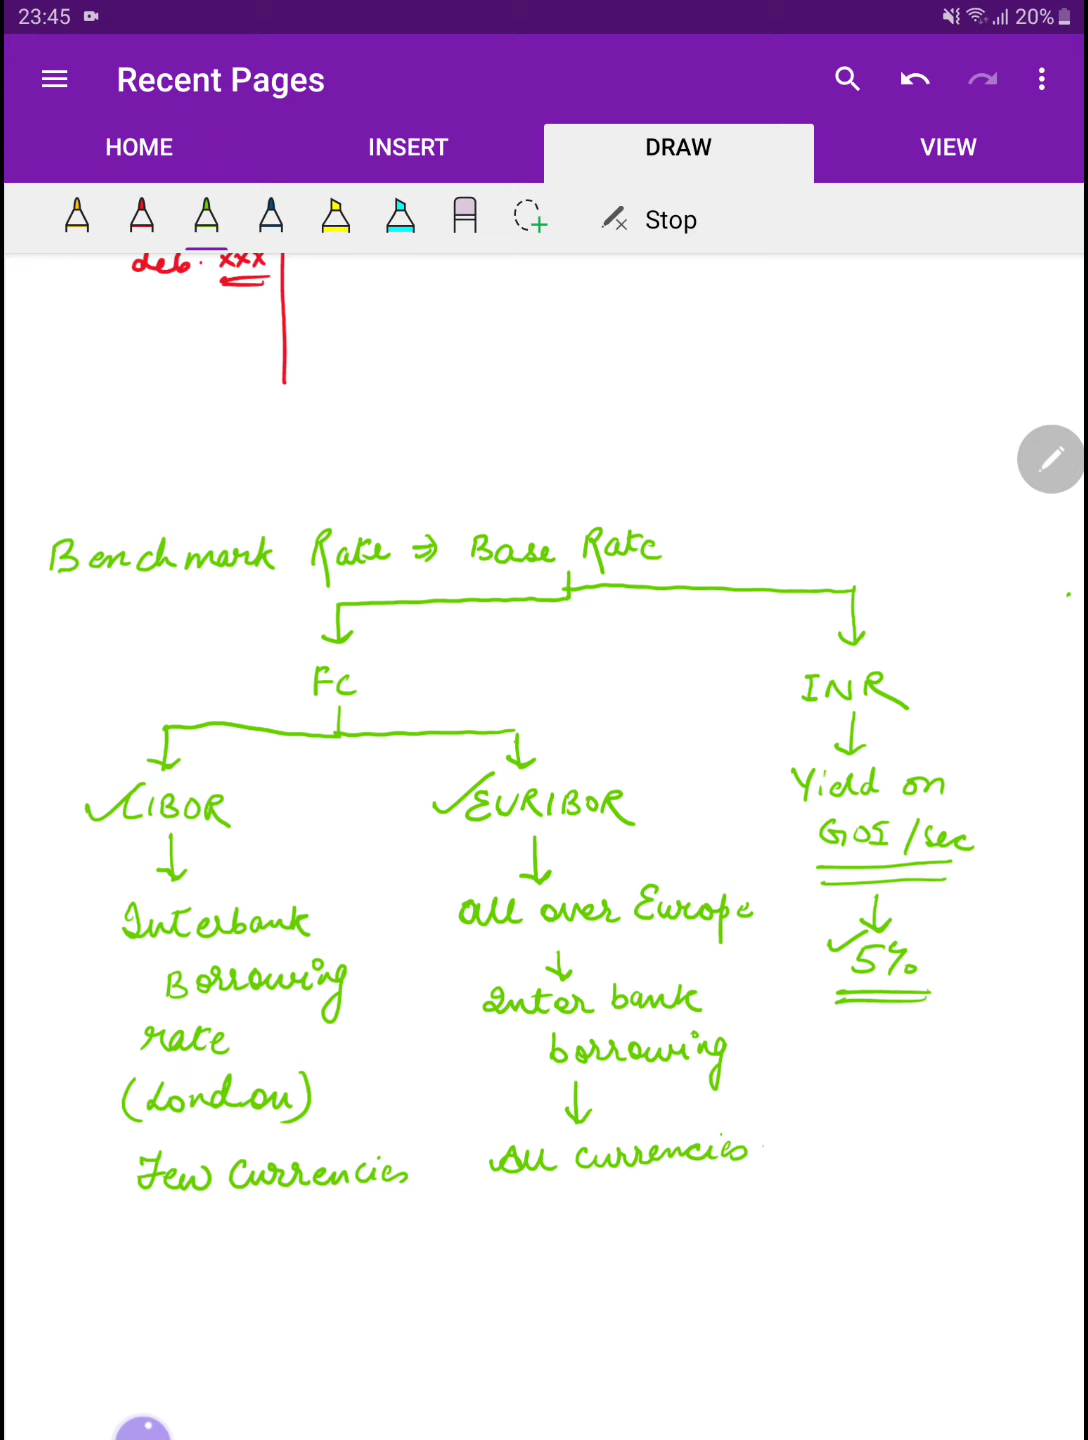 23:45 20%
Recent Pages
HOME INSERT DRAW VIEW
Stop
deb. xxx
Benchmark Rate ⇒ Base Rate
FC INR
LIBOR EURIBOR Yield on
GOI/sec
Interbank All over Europe 5%
Borrowing Inter bank
rate borrowing
(London)
Few Currencies All currencies